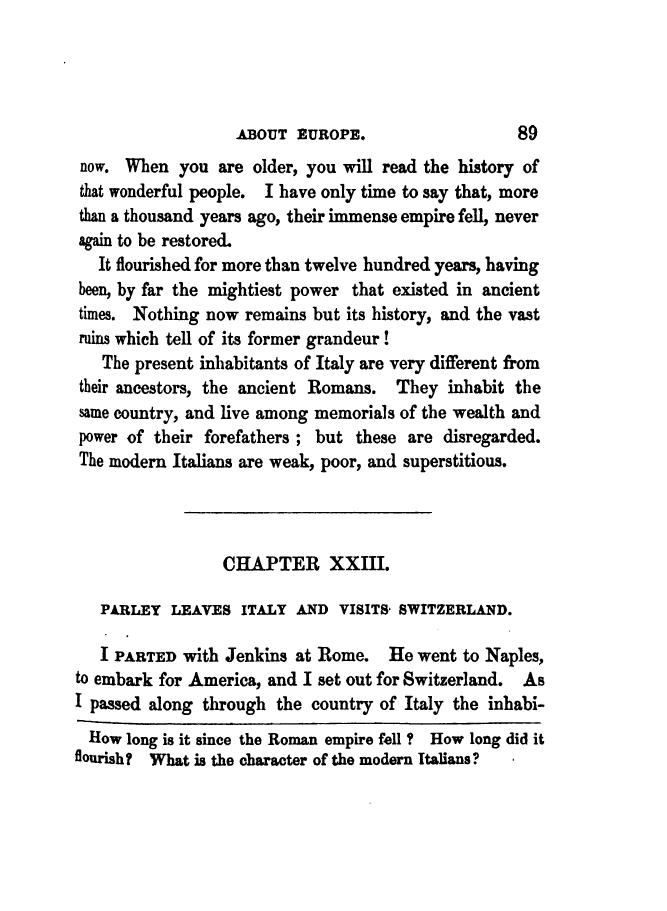 ABOUT EUROPE. 89
now. When you are older, you will read the history of
that wonderful people. I have only time to say that, more
than a thousand years ago, their immense empire fell, never
again to be restored.
It flourished for more than twelve hundred years, having
been, by far the mightiest power that existed in ancient
times. Nothing now remains but its history, and the vast
ruins which tell of its former grandeur!
The present inhabitants of Italy are very different from
their ancestors, the ancient Romans. They inhabit the
same country, and live among memorials of the wealth and
power of their forefathers; but these are disregarded.
The modern Italians are weak, poor, and superstitious.
CHAPTER XXIII.
PARLEY LEAVES ITALY AND VISITS SWITZERLAND.
I PARTED with Jenkins at Rome. He went to Naples,
to embark for America, and I set out for Switzerland. As
I passed along through the country of Italy the inhabi-
How long is it since the Roman empire fell? How long did it
flourish? What is the character of the modern Italians?